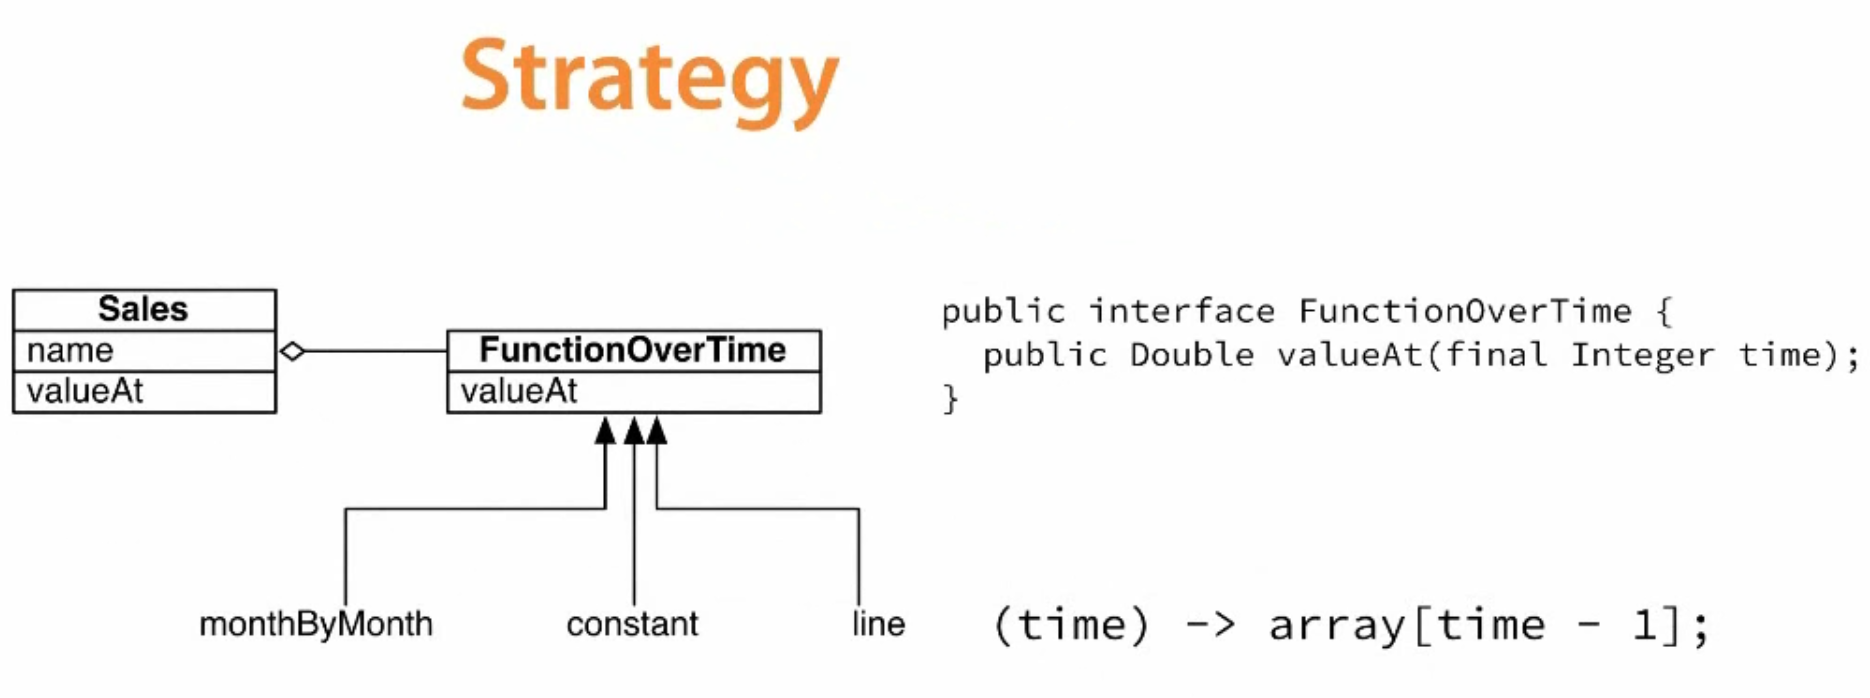 Strategy
Sales
name
valueAt
FunctionOverTime
valueAt
public interface FunctionOverTime {
  public Double valueAt(final Integer time);
}
monthByMonth
constant
line
(time) -> array[time - 1];